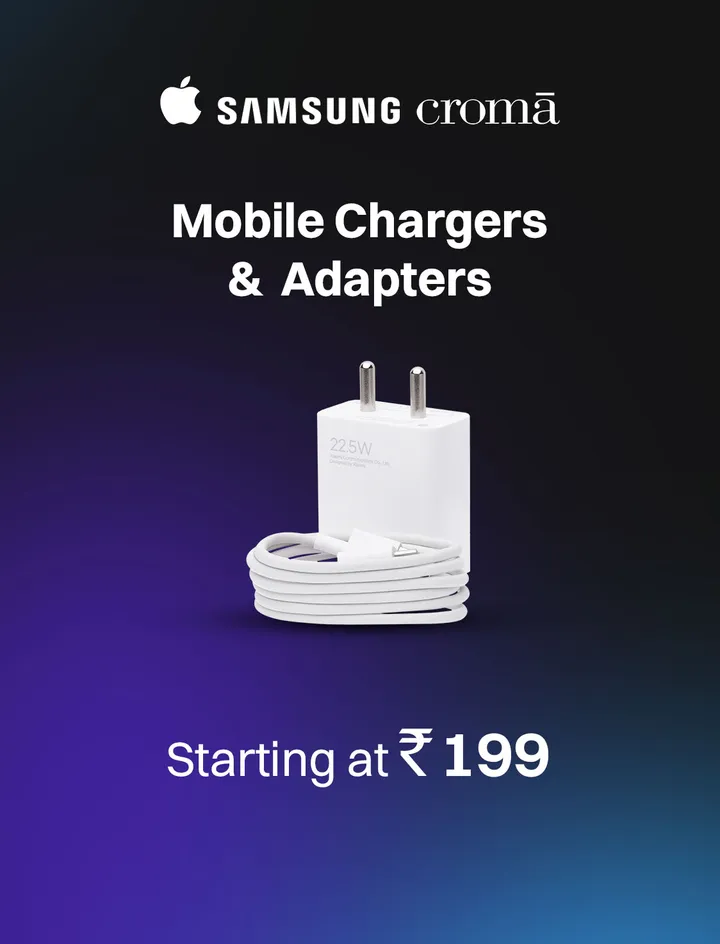 SAMSUNG cromā
Mobile Chargers
& Adapters
22.5W
Starting at ₹199